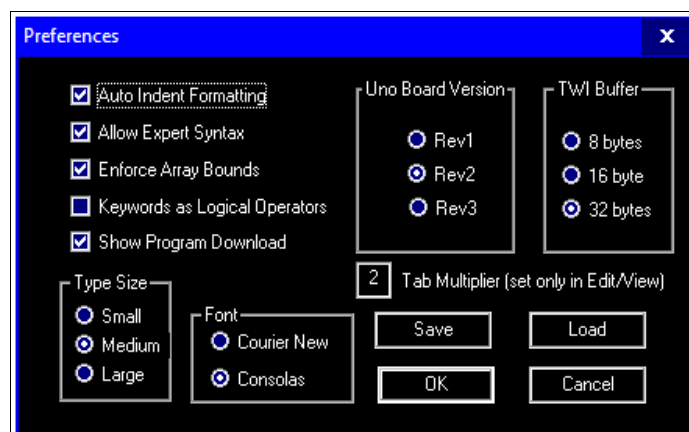 Preferences
x
Auto Indent Formatting
Allow Expert Syntax
Enforce Array Bounds
Keywords as Logical Operators
Show Program Download
Uno Board Version
Rev1
Rev2
Rev3
TWI Buffer
8 bytes
16 byte
32 bytes
2 Tab Multiplier (set only in Edit/View)
Type Size
Small
Medium
Large
Font
Courier New
Consolas
Save
Load
OK
Cancel